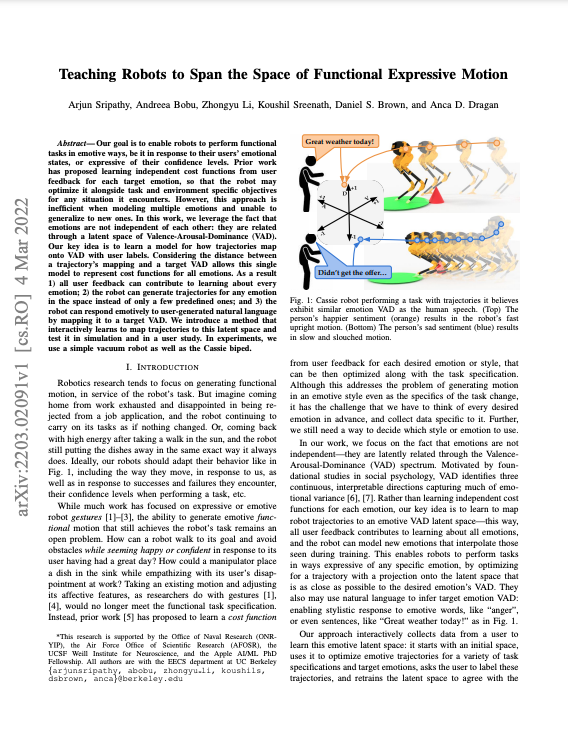 Teaching Robots to Span the Space of Functional Expressive Motion
Arjun Sripathy, Andreea Bobu, Zhongyu Li, Koushil Sreenath, Daniel S. Brown, and Anca D. Dragan
arXiv:2203.02091v1 [cs.RO] 4 Mar 2022
Abstract—Our goal is to enable robots to perform functional
tasks in emotive ways, be it in response to their users' emotional
states, or expressive of their confidence levels. Prior work
has proposed learning independent cost functions from user
feedback for each target emotion, so that the robot may
optimize it alongside task and environment specific objectives
for any situation it encounters. However, this approach is
inefficient when modeling multiple emotions and unable to
generalize to new ones. In this work, we leverage the fact that
emotions are not independent of each other: they are related
through a latent space of Valence-Arousal-Dominance (VAD).
Our key idea is to learn a model for how trajectories map
onto VAD with user labels. Considering the distance between
a trajectory's mapping and a target VAD allows this single
model to represent cost functions for all emotions. As a result
1) all user feedback can contribute to learning about every
emotion; 2) the robot can generate trajectories for any emotion
in the space instead of only a few predefined ones; and 3) the
robot can respond emotively to user-generated natural language
by mapping it to a target VAD. We introduce a method that
interactively learns to map trajectories to this latent space and
test it in simulation and in a user study. In experiments, we
use a simple vacuum robot as well as the Cassie biped.
I. INTRODUCTION
Robotics research tends to focus on generating functional
motion, in service of the robot's task. But imagine coming
home from work exhausted and disappointed in being re-
jected from a job application, and the robot continuing to
carry on its tasks as if nothing changed. Or, coming back
with high energy after taking a walk in the sun, and the robot
still putting the dishes away in the same exact way it always
does. Ideally, our robots should adapt their behavior like in
Fig. 1, including the way they move, in response to us, as
well as in response to successes and failures they encounter,
their confidence levels when performing a task, etc.
While much work has focused on expressive or emotive
robot gestures [1]–[3], the ability to generate emotive func-
tional motion that still achieves the robot's task remains an
open problem. How can a robot walk to its goal and avoid
obstacles while seeming happy or confident in response to its
user having had a great day? How could a manipulator place
a dish in the sink while empathizing with its user's disap-
pointment at work? Taking an existing motion and adjusting
its affective features, as researchers do with gestures [1],
[4], would no longer meet the functional task specification.
Instead, prior work [5] has proposed to learn a cost function
*This research is supported by the Office of Naval Research (ONR-
YIP), the Air Force Office of Scientific Research (AFOSR), the
UCSF Weill Institute for Neuroscience, and the Apple AI/ML PhD
Fellowship. All authors are with the EECS department at UC Berkeley
{arjunsripathy, abobu, zhongyu.li, koushils,
dsbrown, anca}@berkeley.edu
Great weather today!
Didn't get the offer…
Fig. 1: Cassie robot performing a task with trajectories it believes
exhibit similar emotion VAD as the human speech. (Top) The
person's happier sentiment (orange) results in the robot's fast
upright motion. (Bottom) The person's sad sentiment (blue) results
in slow and slouched motion.
from user feedback for each desired emotion or style, that
can be then optimized along with the task specification.
Although this addresses the problem of generating motion
in an emotive style even as the specifics of the task change,
it has the challenge that we have to think of every desired
emotion in advance, and collect data specific to it. Further,
we still need a way to decide which style or emotion to use.
In our work, we focus on the fact that emotions are not
independent—they are latently related through the Valence-
Arousal-Dominance (VAD) spectrum. Motivated by foun-
dational studies in social psychology, VAD identifies three
continuous, interpretable directions capturing much of emo-
tional variance [6], [7]. Rather than learning independent cost
functions for each emotion, our key idea is to learn to map
robot trajectories to an emotive VAD latent space—this way,
all user feedback contributes to learning about all emotions,
and the robot can model new emotions that interpolate those
seen during training. This enables robots to perform tasks
in ways expressive of any specific emotion, by optimizing
for a trajectory with a projection onto the latent space that
is as close as possible to the desired emotion's VAD. They
also may use natural language to infer target emotion VAD:
enabling stylistic response to emotive words, like "anger",
or even sentences, like "Great weather today!" as in Fig. 1.
Our approach interactively collects data from a user to
learn this emotive latent space: it starts with an initial space,
uses it to optimize emotive trajectories for a variety of task
specifications and target emotions, asks the user to label these
trajectories, and retrains the latent space to agree with the